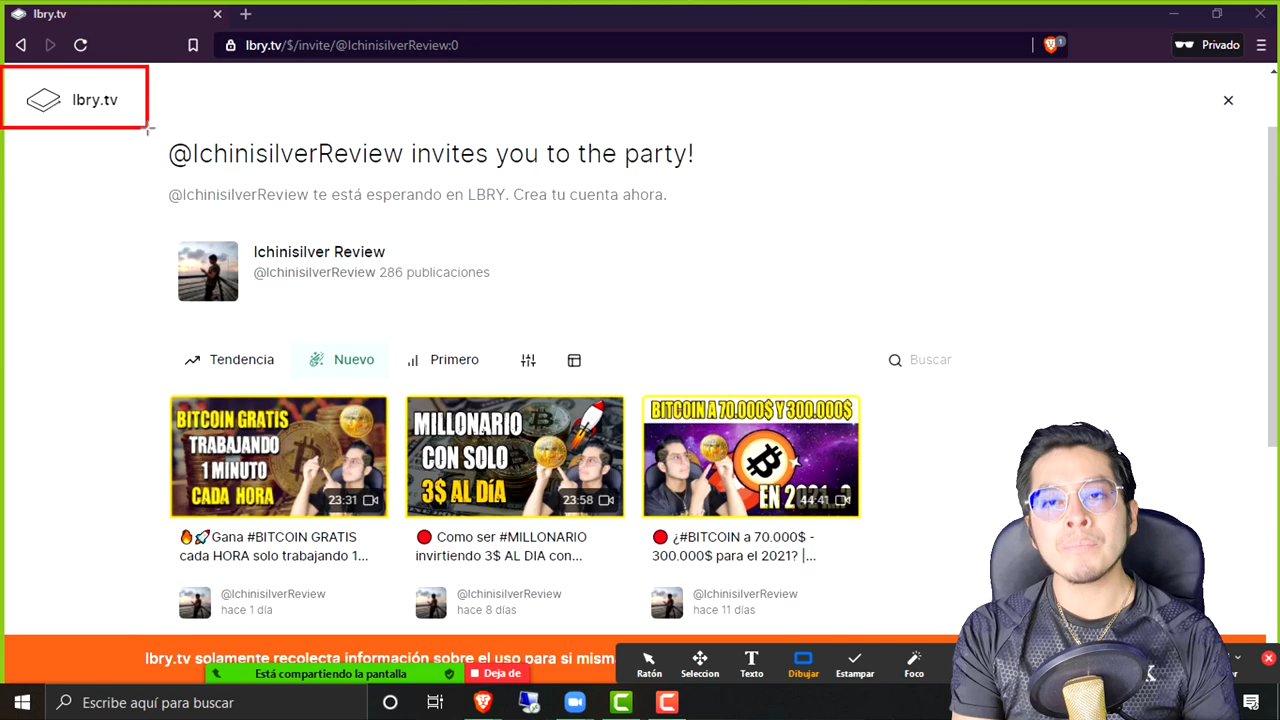 lbry.tv
lbry.tv/$/invite/@IchinisilverReview:0
1
Privado
lbry.tv
@IchinisilverReview invites you to the party!
@IchinisilverReview te está esperando en LBRY. Crea tu cuenta ahora.
Ichinisilver Review
@IchinisilverReview 286 publicaciones
Tendencia
Nuevo
Primero
Buscar
BITCOIN GRATIS
TRABAJANDO
1 MINUTO
CADA HORA
23:31
MILLONARIO
CON SOLO
3$ AL DÍA
23:58
BITCOIN A 70.000$ Y 300.000$
EN 2021
44:41
🔥🚀Gana #BITCOIN GRATIS
cada HORA solo trabajando 1...
🔴 Como ser #MILLONARIO
invirtiendo 3$ AL DIA con...
🔴 ¿#BITCOIN a 70.000$ -
300.000$ para el 2021? |...
@IchinisilverReview
hace 1 día
@IchinisilverReview
hace 8 días
@IchinisilverReview
hace 11 días
lbry.tv solamente recolecta información sobre el uso para si misma
Está compartiendo la pantalla
Deja de
Ratón
Seleccion
Texto
Dibujar
Estampar
Foco
Escribe aquí para buscar